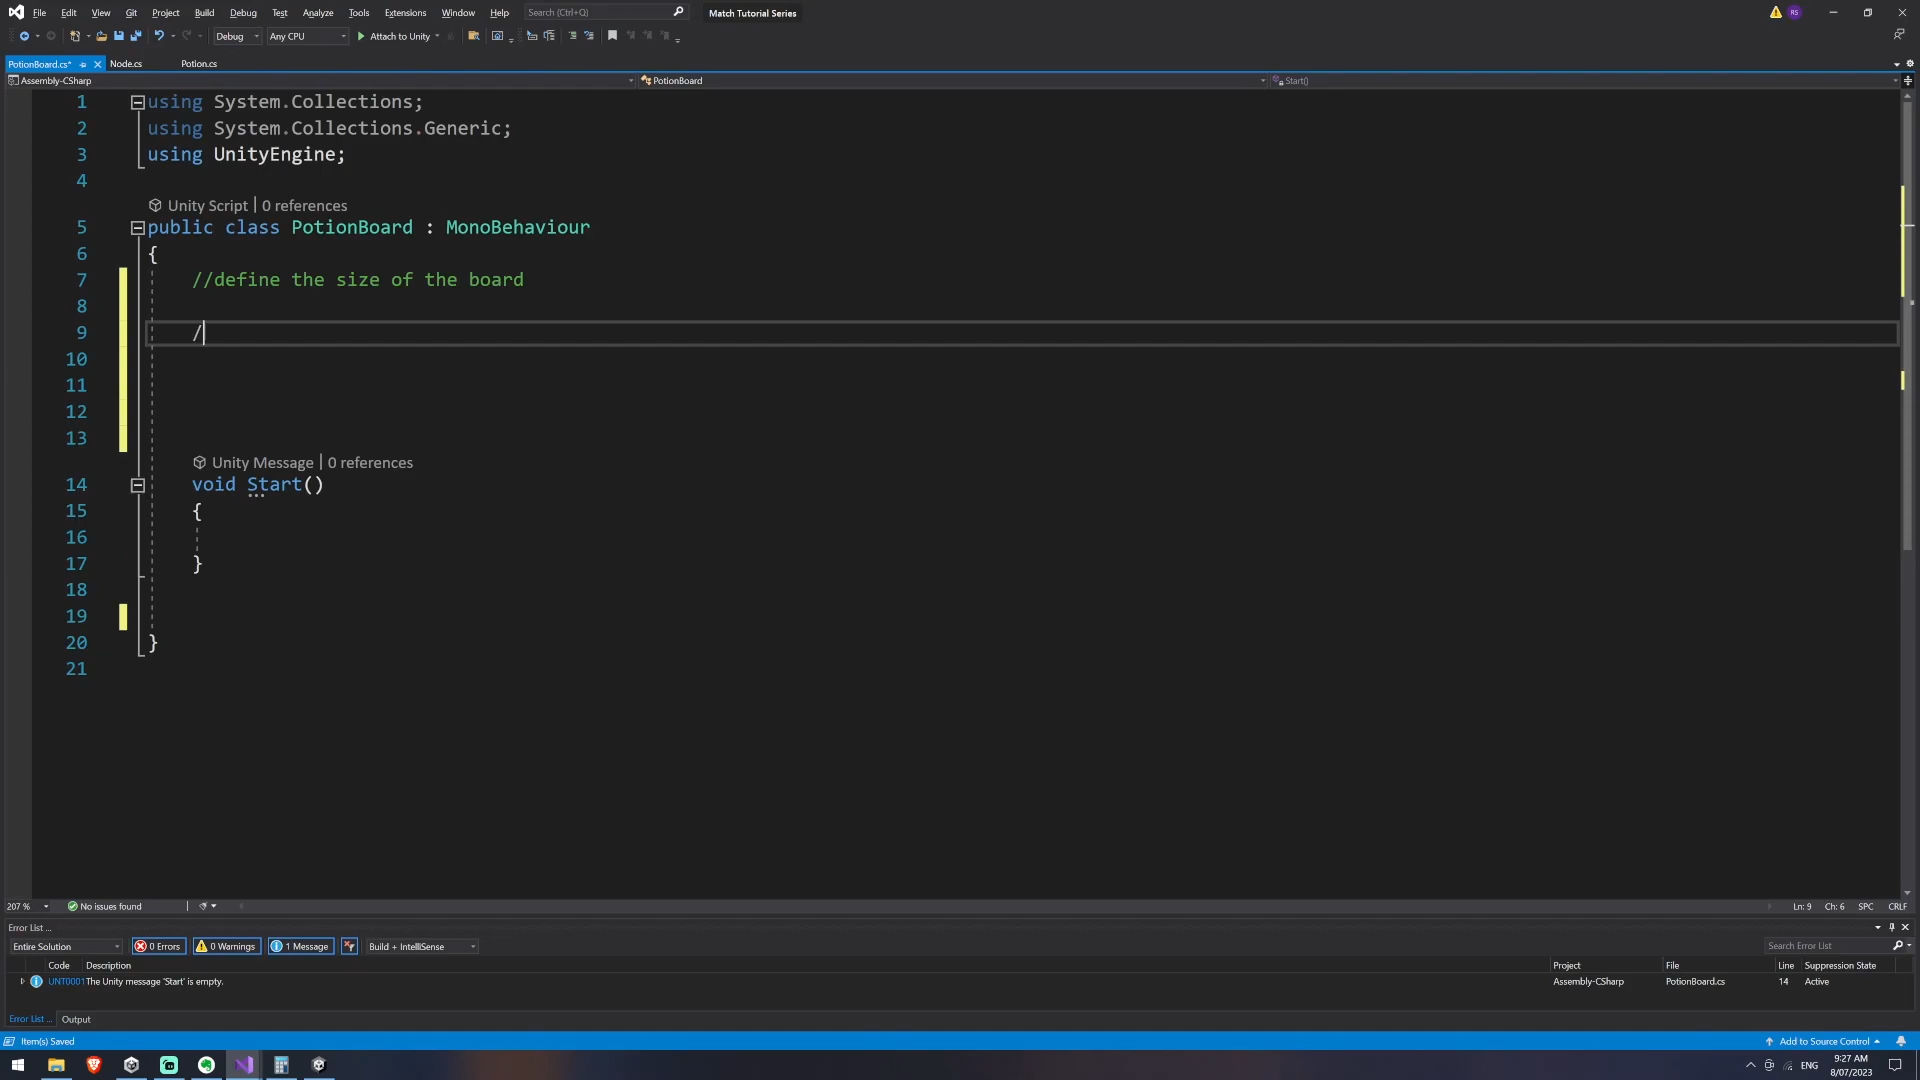 File Edit View Git Project Build Debug Test Analyze Tools Extensions Window Help Search (Ctrl+Q) Match Tutorial Series RS
Debug Any CPU Attach to Unity
PotionBoard.cs* Node.cs Potion.cs
Assembly-CSharp PotionBoard Start()
1 using System.Collections;
2 using System.Collections.Generic;
3 using UnityEngine;
4
Unity Script | 0 references
5 public class PotionBoard : MonoBehaviour
6 {
7 //define the size of the board
8
9 /
10
11
12
13
Unity Message | 0 references
14 void Start()
15 {
16
17 }
18
19
20 }
21
207 % No issues found Ln: 9 Ch: 6 SPC CRLF
Error List ...
Entire Solution 0 Errors 0 Warnings 1 Message Build + IntelliSense Search Error List
Code Description Project File Line Suppression State
UNT0001 The Unity message 'Start' is empty. Assembly-CSharp PotionBoard.cs 14 Active
Error List ... Output
Item(s) Saved Add to Source Control
ENG 9:27 AM
8/07/2023